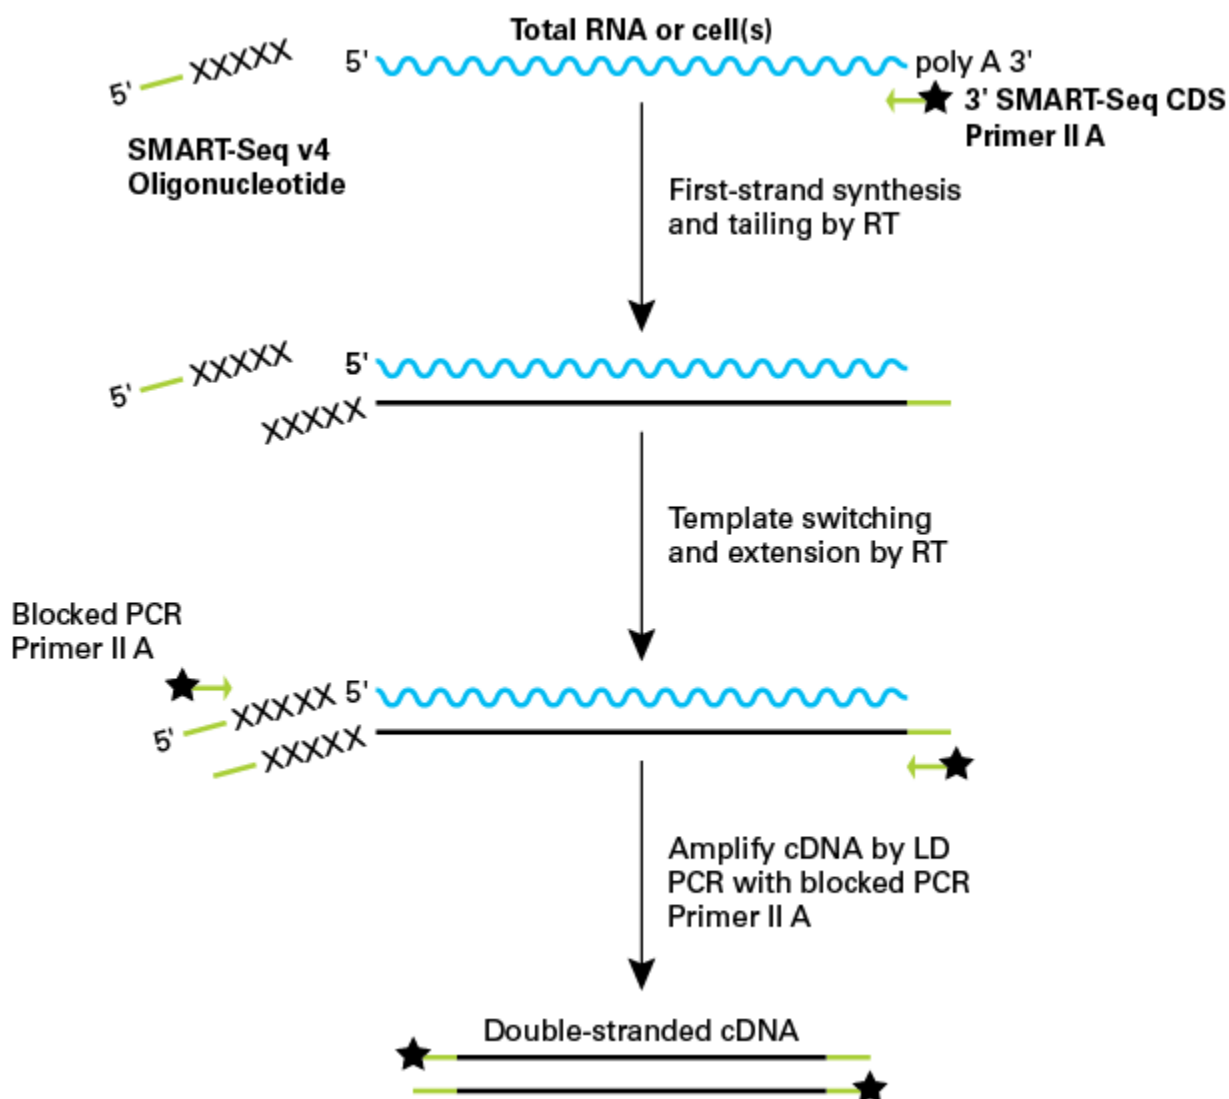 Total RNA or cell(s)
5' XXXXX
5' poly A 3'
3' SMART-Seq CDS
Primer II A
SMART-Seq v4
Oligonucleotide
First-strand synthesis
and tailing by RT
5' XXXXX
5'
XXXXX
Template switching
and extension by RT
Blocked PCR
Primer II A
5' XXXXX 5'
XXXXX
Amplify cDNA by LD
PCR with blocked PCR
Primer II A
Double-stranded cDNA